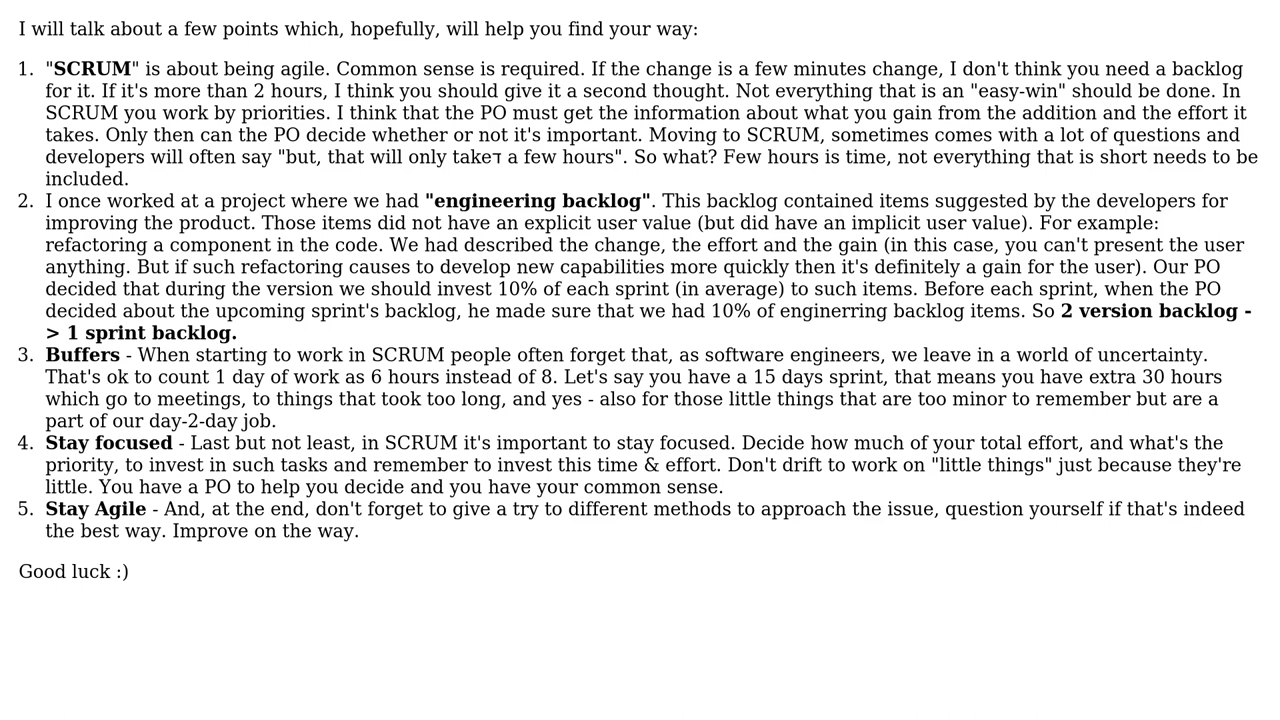 I will talk about a few points which, hopefully, will help you find your way:
1. "SCRUM" is about being agile. Common sense is required. If the change is a few minutes change, I don't think you need a backlog
for it. If it's more than 2 hours, I think you should give it a second thought. Not everything that is an "easy-win" should be done. In
SCRUM you work by priorities. I think that the PO must get the information about what you gain from the addition and the effort it
takes. Only then can the PO decide whether or not it's important. Moving to SCRUM, sometimes comes with a lot of questions and
developers will often say "but, that will only takeד a few hours". So what? Few hours is time, not everything that is short needs to be
included.
2. I once worked at a project where we had "engineering backlog". This backlog contained items suggested by the developers for
improving the product. Those items did not have an explicit user value (but did have an implicit user value). For example:
refactoring a component in the code. We had described the change, the effort and the gain (in this case, you can't present the user
anything. But if such refactoring causes to develop new capabilities more quickly then it's definitely a gain for the user). Our PO
decided that during the version we should invest 10% of each sprint (in average) to such items. Before each sprint, when the PO
decided about the upcoming sprint's backlog, he made sure that we had 10% of enginerring backlog items. So 2 version backlog -
> 1 sprint backlog.
3. Buffers - When starting to work in SCRUM people often forget that, as software engineers, we leave in a world of uncertainty.
That's ok to count 1 day of work as 6 hours instead of 8. Let's say you have a 15 days sprint, that means you have extra 30 hours
which go to meetings, to things that took too long, and yes - also for those little things that are too minor to remember but are a
part of our day-2-day job.
4. Stay focused - Last but not least, in SCRUM it's important to stay focused. Decide how much of your total effort, and what's the
priority, to invest in such tasks and remember to invest this time & effort. Don't drift to work on "little things" just because they're
little. You have a PO to help you decide and you have your common sense.
5. Stay Agile - And, at the end, don't forget to give a try to different methods to approach the issue, question yourself if that's indeed
the best way. Improve on the way.
Good luck :)